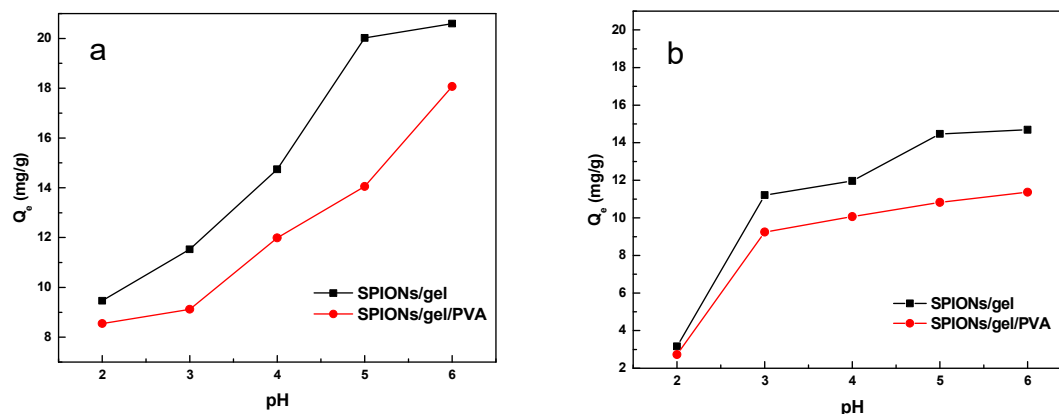 a
Qe (mg/g)
20
18
16
14
12
10
8
SPIONs/gel
SPIONs/gel/PVA
2 3 4 5 6
pH
b
Qe (mg/g)
20
18
16
14
12
10
8
6
4
2
SPIONs/gel
SPIONs/gel/PVA
2 3 4 5 6
pH